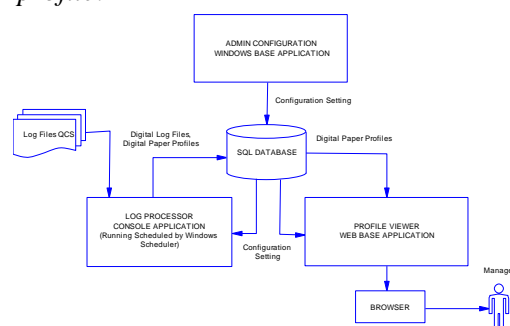 ADMIN CONFIGURATION
WINDOWS BASE APPLICATION
Configuration Setting
Log Files QCS
Digital Log Files,
Digital Paper Profiles
SQL DATABASE
Digital Paper Profiles
LOG PROCESSOR
CONSOLE APPLICATION
(Running Scheduled by Windows
Scheduler)
Configuration
Setting
PROFILE VIEWER
WEB BASE APPLICATION
BROWSER